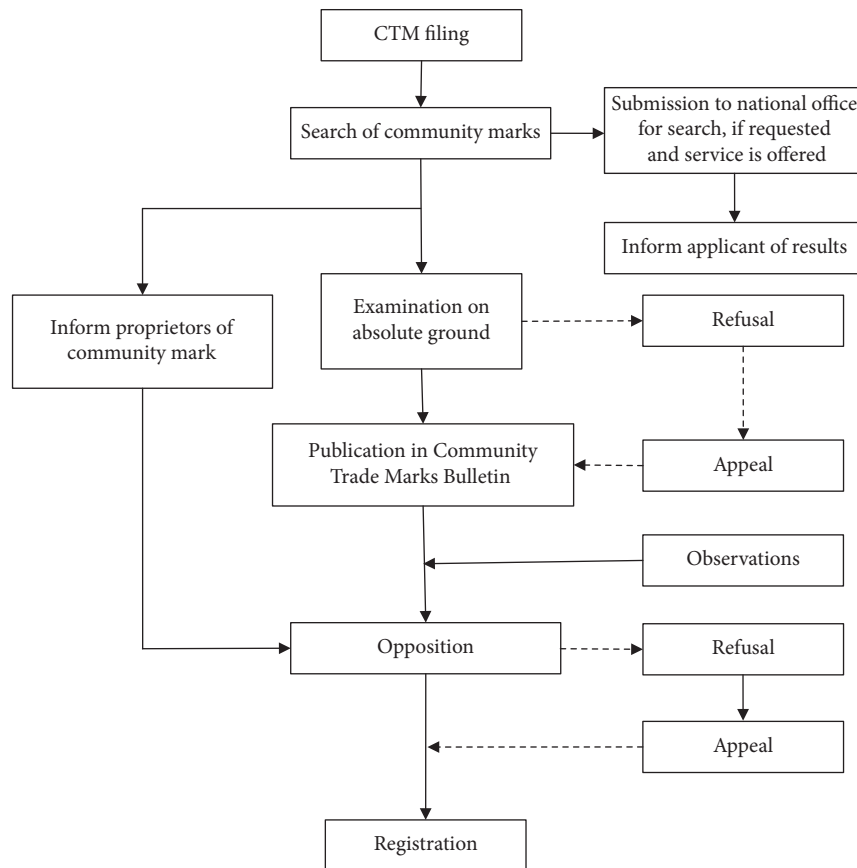 CTM filing
Search of community marks
Submission to national office
for search, if requested
and service is offered
Inform applicant of results
Inform proprietors of
community mark
Examination on
absolute ground
Refusal
Publication in Community
Trade Marks Bulletin
Appeal
Observations
Opposition
Refusal
Appeal
Registration